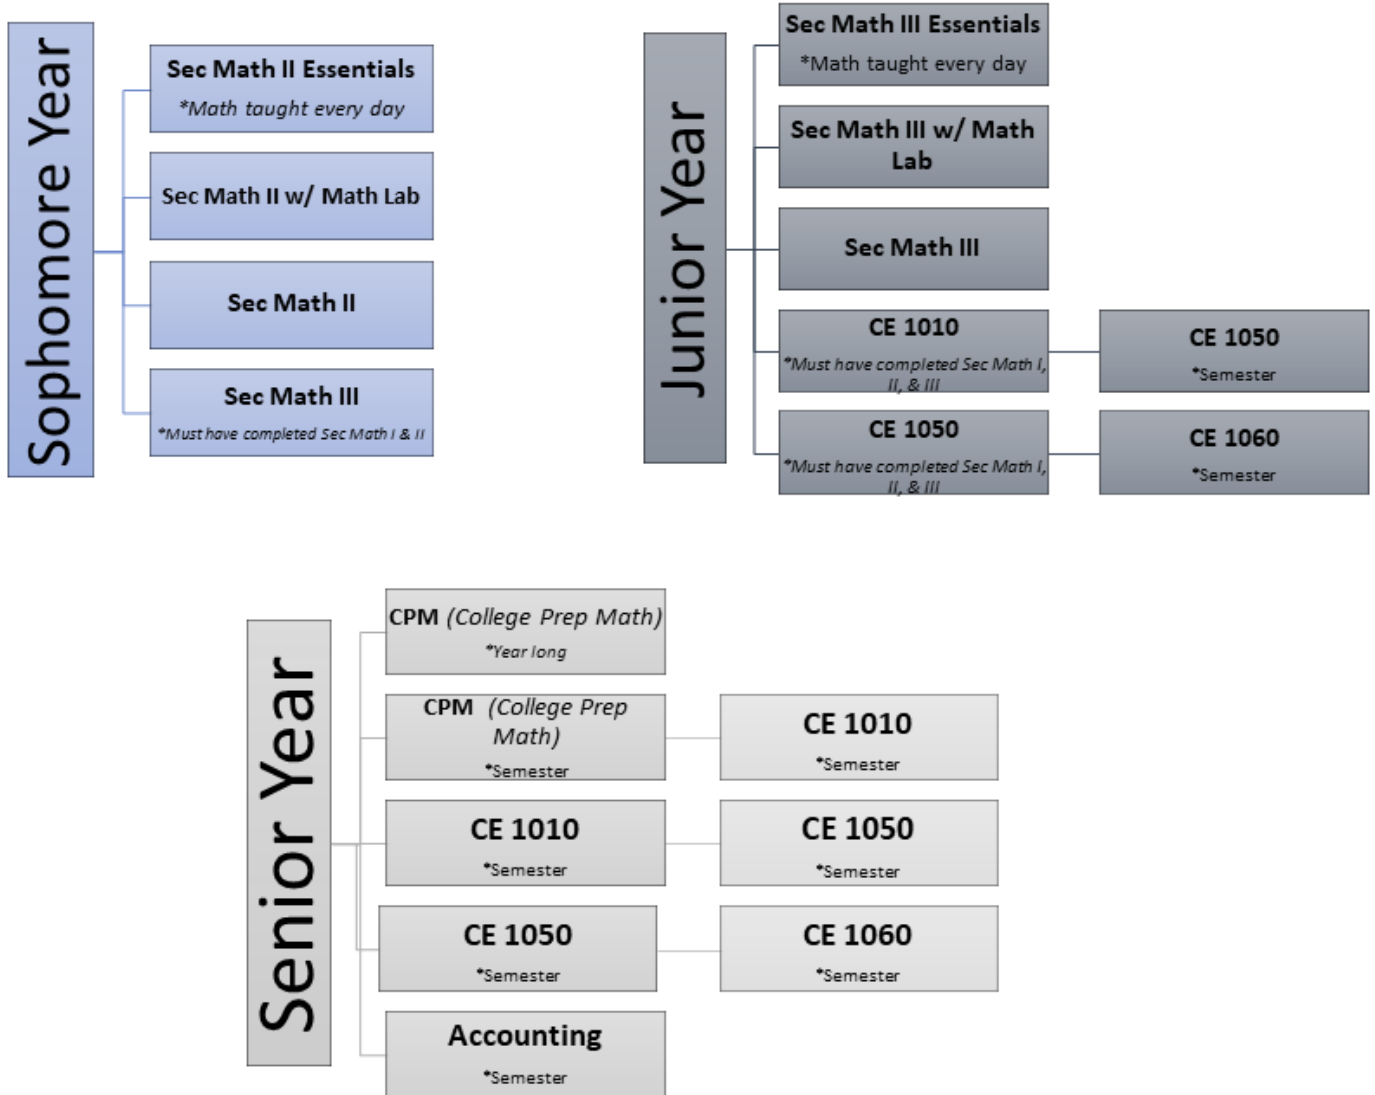 Sophomore Year
Sec Math II Essentials
*Math taught every day
Sec Math II w/ Math Lab
Sec Math II
Sec Math III
*Must have completed Sec Math I & II
Junior Year
Sec Math III Essentials
*Math taught every day
Sec Math III w/ Math
Lab
Sec Math III
CE 1010
*Must have completed Sec Math I,
II, & III
CE 1050
*Semester
CE 1050
*Must have completed Sec Math I,
II, & III
CE 1060
*Semester
Senior Year
CPM (College Prep Math)
*Year long
CPM (College Prep
Math)
*Semester
CE 1010
*Semester
CE 1010
*Semester
CE 1050
*Semester
CE 1050
*Semester
CE 1060
*Semester
Accounting
*Semester